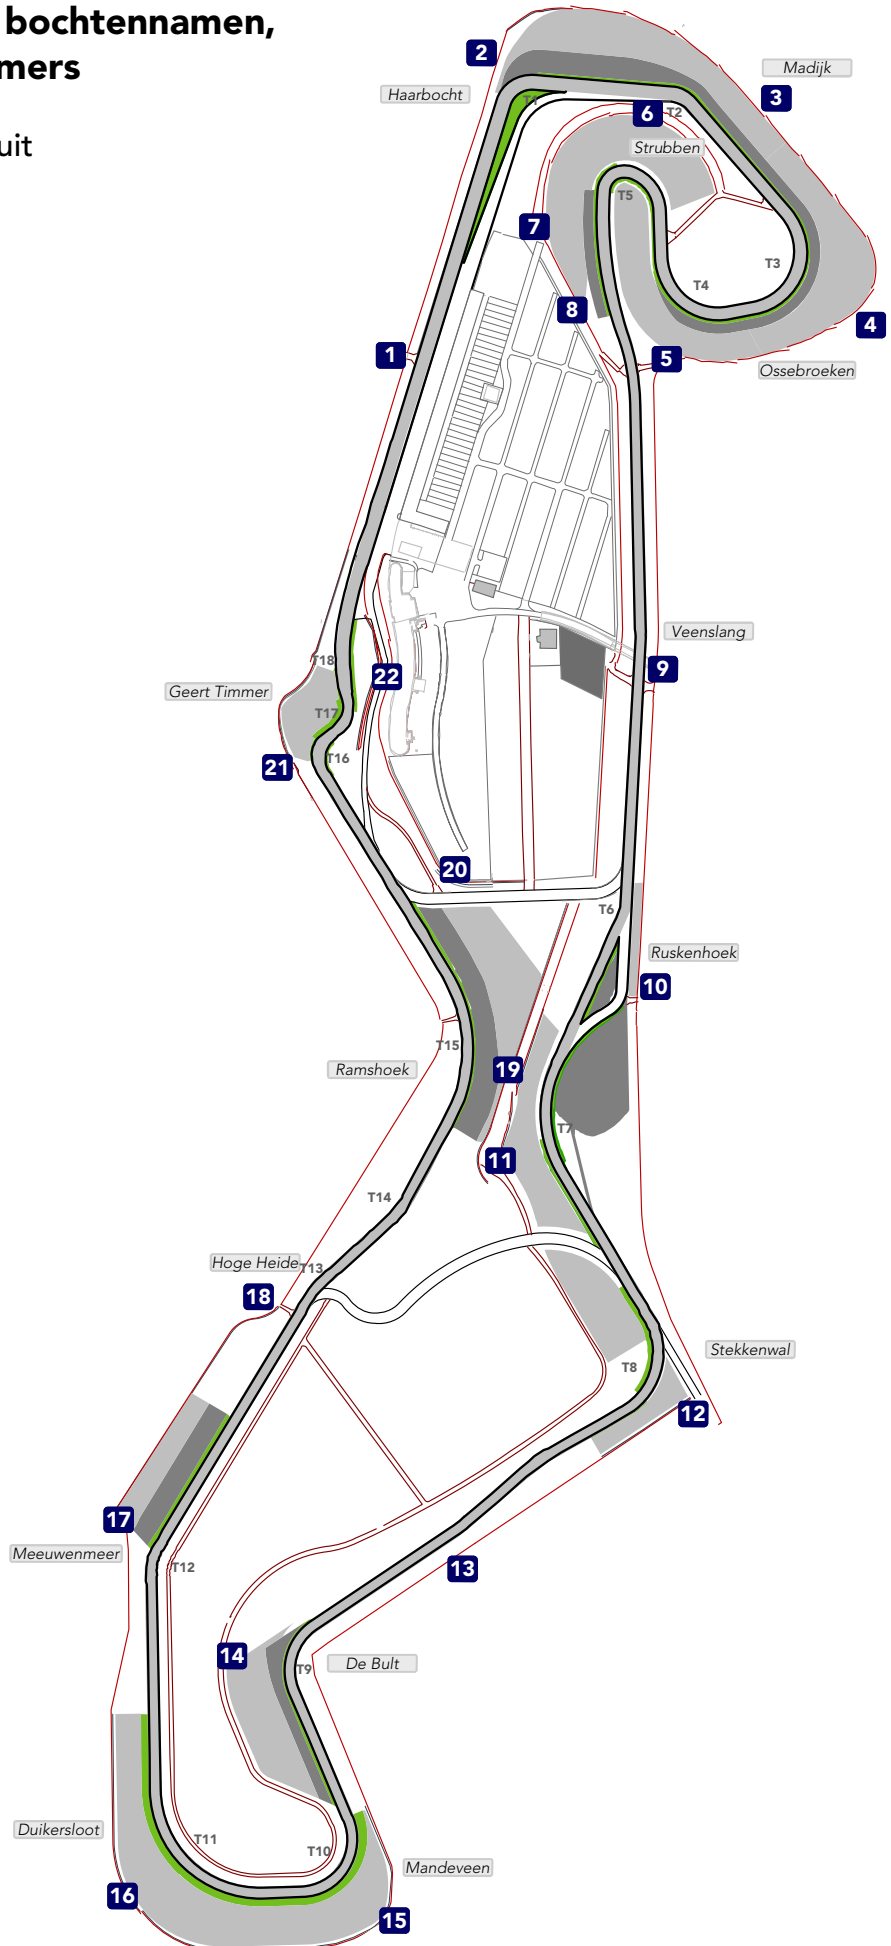 bochtennamen,
mers
uit
2
Madijk
Haarbocht
3
T1
6
T2
Strubben
T5
7
T3
T4
8
4
1
5
Ossebroeken
Veenslang
T18
9
22
Geert Timmer
T17
T16
21
20
T6
Ruskenhoek
10
T15
Ramshoek
19
T7
11
T14
Hoge Heide
T13
18
Stekkenwal
T8
12
17
Meeuwenmeer
T12
13
14
De Bult
T9
Duikersloot
T11
T10
Mandeveen
16
15